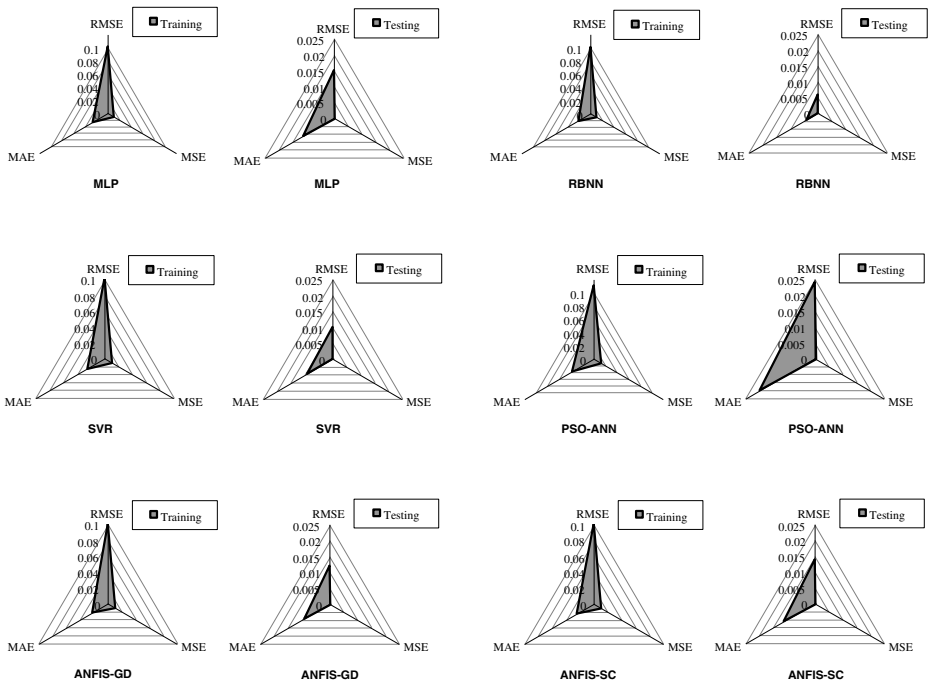 RMSE
Training
0.1
0.08
0.06
0.04
0.02
0
MAE
MSE
MLP
RMSE
Testing
0.025
0.02
0.015
0.01
0.005
0
MAE
MSE
MLP
RMSE
Training
0.1
0.08
0.06
0.04
0.02
0
MAE
MSE
RBNN
RMSE
Testing
0.025
0.02
0.015
0.01
0.005
0
MAE
MSE
RBNN
RMSE
Training
0.1
0.08
0.06
0.04
0.02
0
MAE
MSE
SVR
RMSE
Testing
0.025
0.02
0.015
0.01
0.005
0
MAE
MSE
SVR
RMSE
Training
0.1
0.08
0.06
0.04
0.02
0
MAE
MSE
PSO-ANN
RMSE
Testing
0.025
0.02
0.015
0.01
0.005
0
MAE
MSE
PSO-ANN
RMSE
Training
0.1
0.08
0.06
0.04
0.02
0
MAE
MSE
ANFIS-GD
RMSE
Testing
0.025
0.02
0.015
0.01
0.005
0
MAE
MSE
ANFIS-GD
RMSE
Training
0.1
0.08
0.06
0.04
0.02
0
MAE
MSE
ANFIS-SC
RMSE
Testing
0.025
0.02
0.015
0.01
0.005
0
MAE
MSE
ANFIS-SC